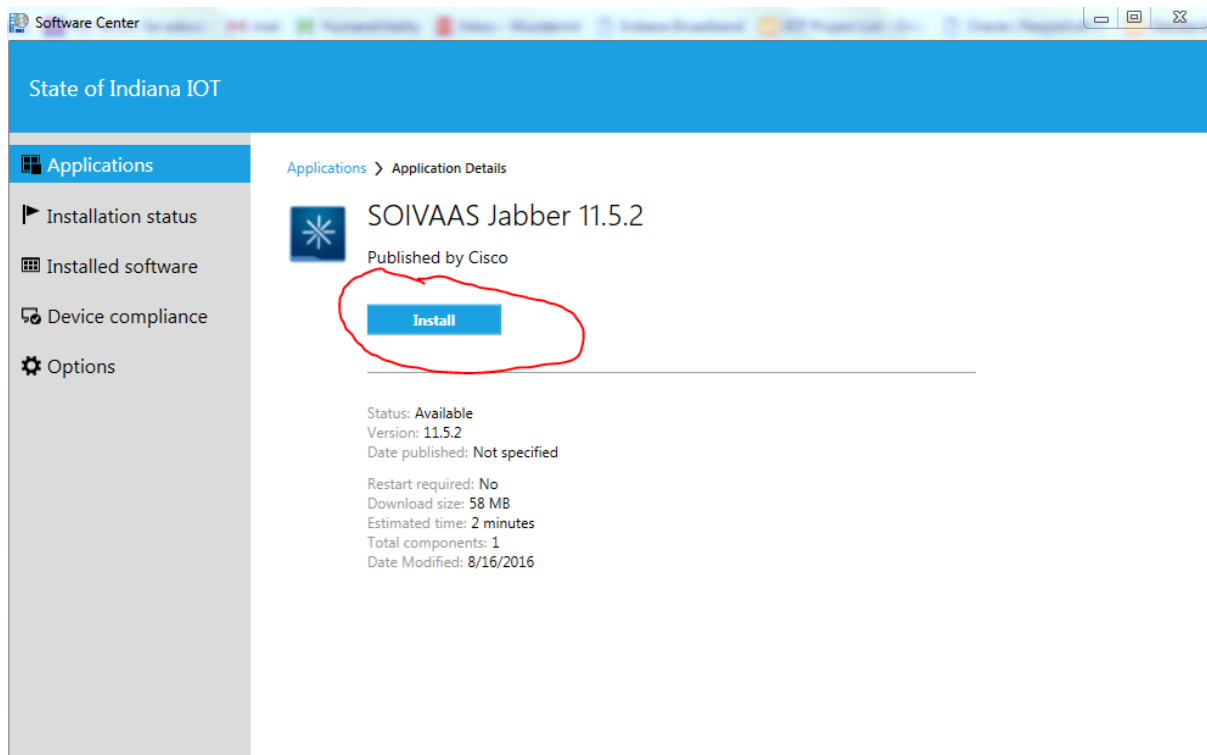 Software Center
State of Indiana IOT
Applications
Installation status
Installed software
Device compliance
Options
Applications > Application Details
SOIVAAS Jabber 11.5.2
Published by Cisco
Install
Status: Available
Version: 11.5.2
Date published: Not specified
Restart required: No
Download size: 58 MB
Estimated time: 2 minutes
Total components: 1
Date Modified: 8/16/2016